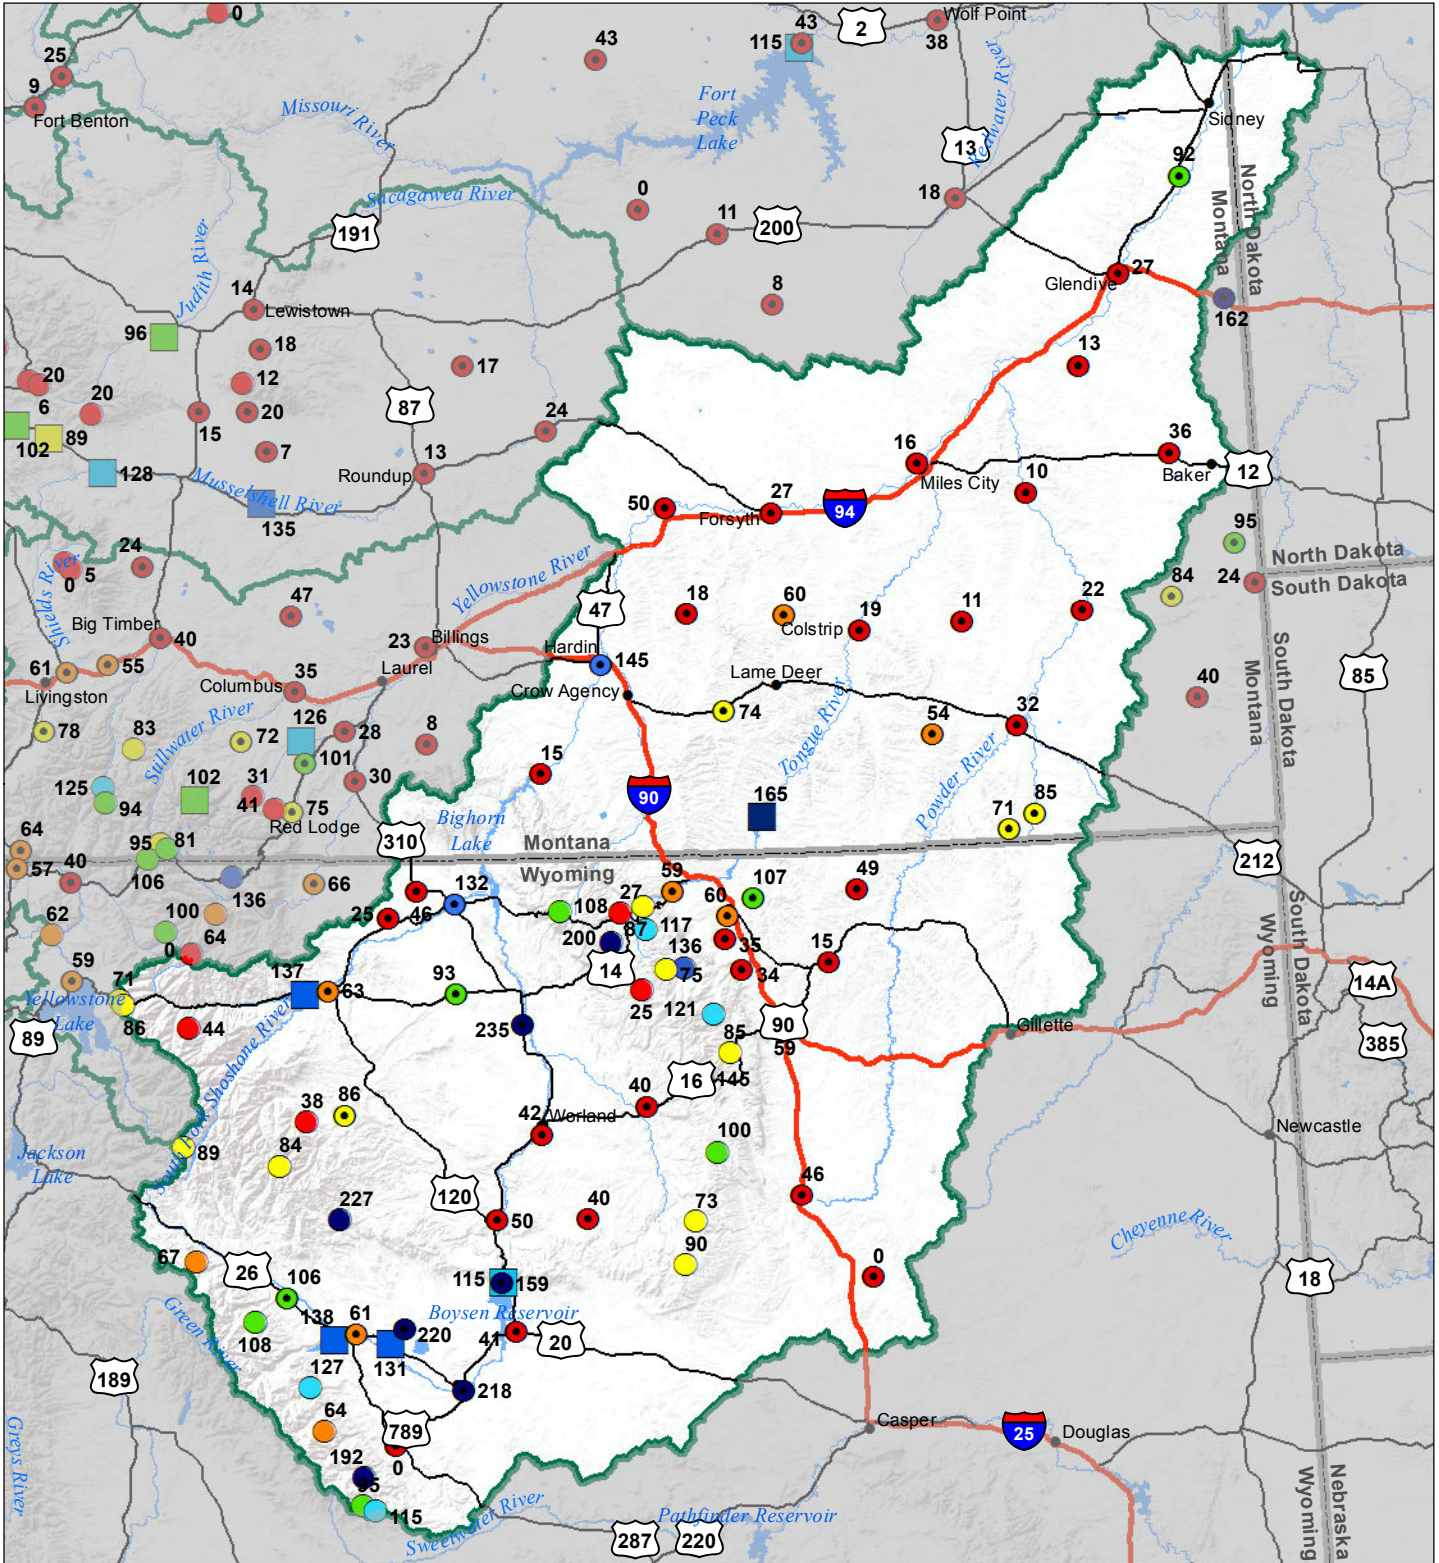 0
43
43
115
2
Wolf Point
38
25
9
Fort Benton
Missouri River
Fort
Peck
Lake
Redwater River
13
Sidney
92
North Dakota
Montana
Sacagawea River
0
11
200
18
191
Judith River
27
Glendive
8
162
14
Lewistown
96
18
17
13
12
20
20
20
87
6
15
24
102
89
7
128
13
Roundup
16
36
Miles City
Baker
12
10
Musselshell River
135
50
27
Forsyth
94
95
North Dakota
South Dakota
24
84
24
5
0
Shields River
Yellowstone River
47
47
18
60
Colstrip
19
11
22
Big Timber
40
23
Billings
Hardin
145
South Dakota
Montana
61
55
Livingston
Columbus
35
Laurel
Crow Agency
Lame Deer
40
85
78
83
Stillwater River
72
126
28
8
74
54
32
101
15
Tongue River
Powder River
125
94
102
31
41
75
30
Red Lodge
90
165
71
85
Bighorn
Lake
310
Montana
Wyoming
64
57
40
95
81
106
136
66
212
46
132
59
27
107
49
62
100
0
64
25
108
87
117
60
200
35
15
South Dakota
Wyoming
59
71
137
63
93
14
136
75
34
14A
Yellowstone
Lake
86
44
235
25
121
90
59
Gillette
89
South Fork Shoshone River
85
385
145
16
38
86
40
42
Worland
Newcastle
84
89
100
Jackson
Lake
227
120
50
40
73
46
Cheyenne River
67
26
90
0
18
106
115
159
Green River
108
138
61
220
Boysen Reservoir
41
20
127
131
189
218
64
789
Casper
25
Douglas
Greys River
192
0
95
115
Sweetwater River
Pathfinder Reservoir
287
220
Nebraska
Wyoming